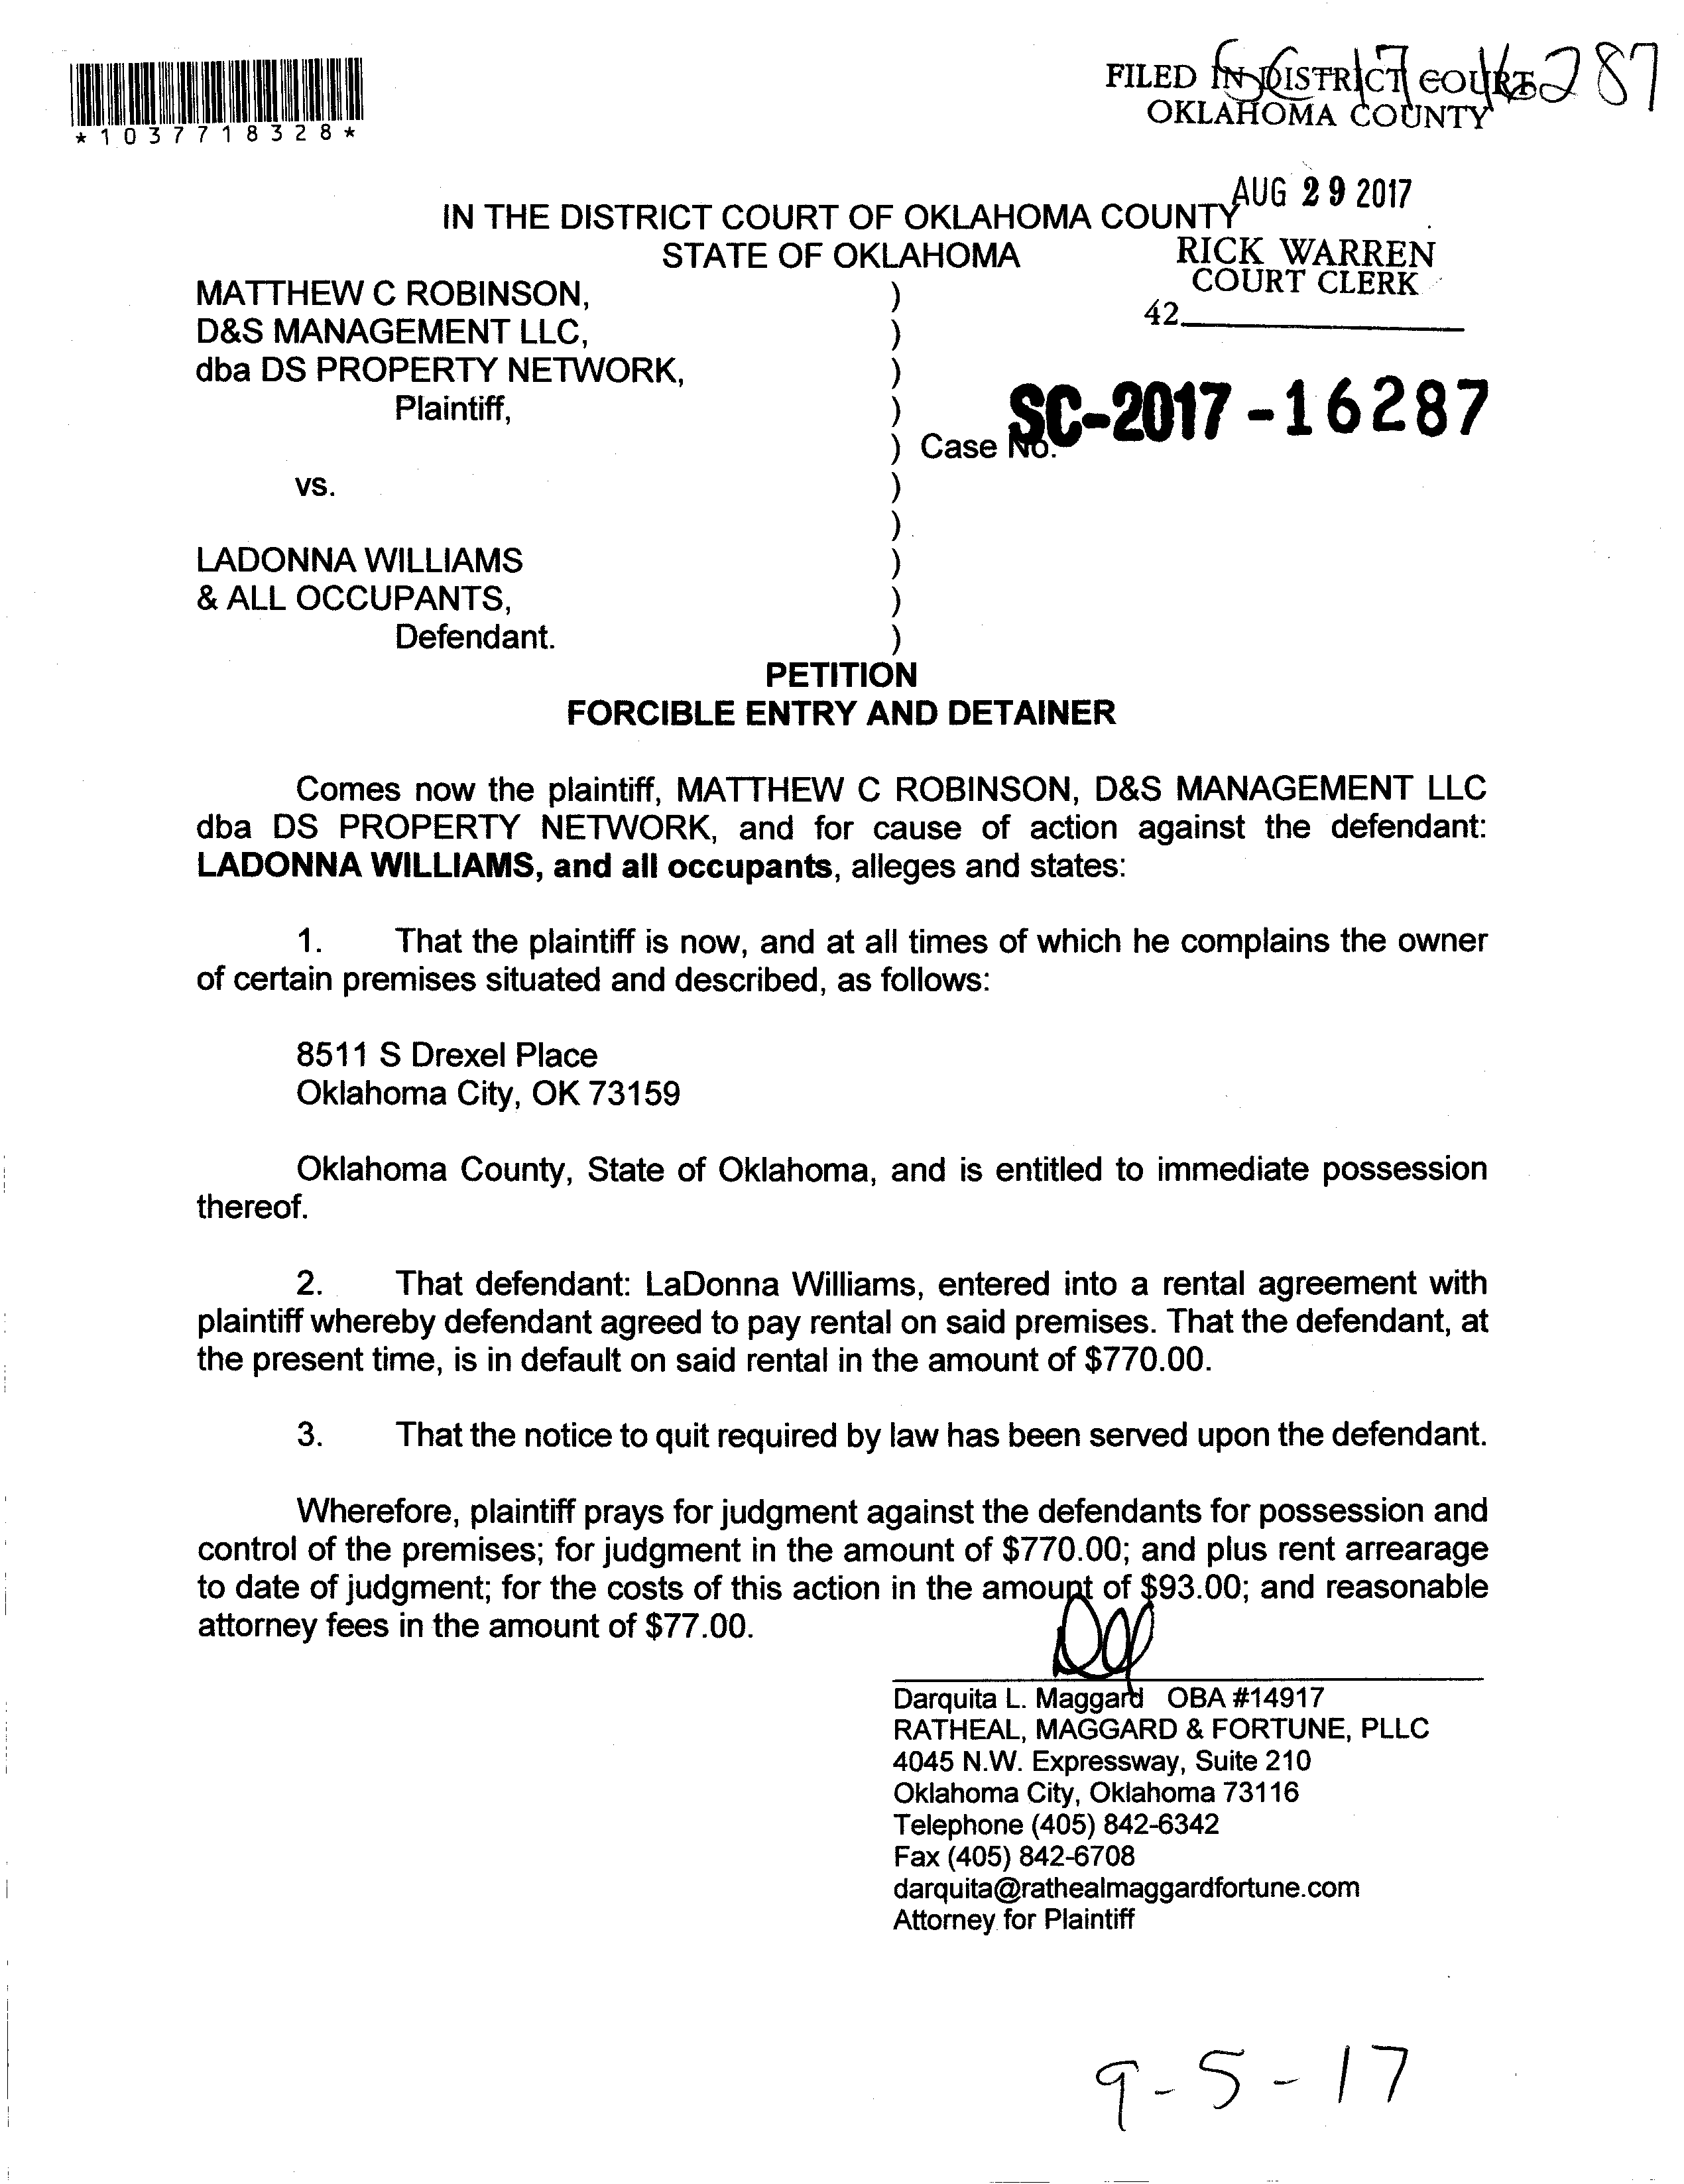 *1037718328*
SC 17 16287
FILED IN DISTRICT COURT
OKLAHOMA COUNTY
AUG 29 2017
RICK WARREN
COURT CLERK
42
IN THE DISTRICT COURT OF OKLAHOMA COUNTY
STATE OF OKLAHOMA
MATTHEW C ROBINSON, )
D&S MANAGEMENT LLC, )
dba DS PROPERTY NETWORK, )
Plaintiff, )
) Case No. SC-2017-16287
vs. )
)
LADONNA WILLIAMS )
& ALL OCCUPANTS, )
Defendant. )
PETITION
FORCIBLE ENTRY AND DETAINER
Comes now the plaintiff, MATTHEW C ROBINSON, D&S MANAGEMENT LLC
dba DS PROPERTY NETWORK, and for cause of action against the defendant:
LADONNA WILLIAMS, and all occupants, alleges and states:
1. That the plaintiff is now, and at all times of which he complains the owner
of certain premises situated and described, as follows:
8511 S Drexel Place
Oklahoma City, OK 73159
Oklahoma County, State of Oklahoma, and is entitled to immediate possession
thereof.
2. That defendant: LaDonna Williams, entered into a rental agreement with
plaintiff whereby defendant agreed to pay rental on said premises. That the defendant, at
the present time, is in default on said rental in the amount of $770.00.
3. That the notice to quit required by law has been served upon the defendant.
Wherefore, plaintiff prays for judgment against the defendants for possession and
control of the premises; for judgment in the amount of $770.00; and plus rent arrearage
to date of judgment; for the costs of this action in the amount of $93.00; and reasonable
attorney fees in the amount of $77.00.
Darquita L. Maggard OBA #14917
RATHEAL, MAGGARD & FORTUNE, PLLC
4045 N.W. Expressway, Suite 210
Oklahoma City, Oklahoma 73116
Telephone (405) 842-6342
Fax (405) 842-6708
darquita@rathealmaggardfortune.com
Attorney for Plaintiff
9-5-17